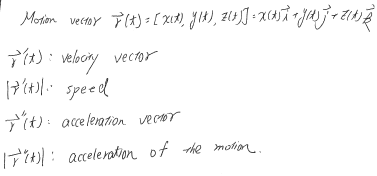 Motion vector r⃗(t) = [x(t), y(t), z(t)] = x(t)i⃗ + y(t)j⃗ + z(t)k⃗
r⃗'(t) : velocity vector
|r⃗'(t)| : speed
r⃗''(t) : acceleration vector
|r⃗''(t)| : acceleration of the motion.